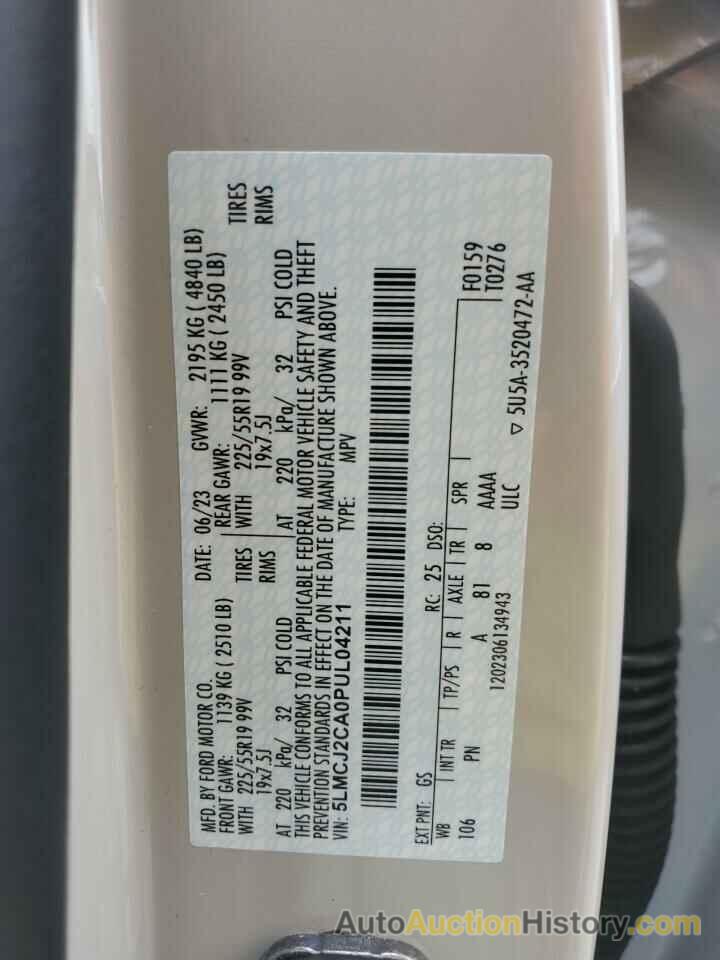 MFD. BY FORD MOTOR CO.
DATE: 06/23 GVWR: 2195 KG ( 4840 LB)
FRONT GAWR: 1139 KG ( 2510 LB) REAR GAWR: 1111 KG ( 2450 LB)
WITH 225/55R19 99V TIRES WITH 225/55R19 99V TIRES
19x7.5J RIMS 19x7.5J RIMS
AT 220 kPa/ 32 PSI COLD AT 220 kPa/ 32 PSI COLD
THIS VEHICLE CONFORMS TO ALL APPLICABLE FEDERAL MOTOR VEHICLE SAFETY AND THEFT
PREVENTION STANDARDS IN EFFECT ON THE DATE OF MANUFACTURE SHOWN ABOVE.
VIN: 5LMCJ2CA0PUL04211 TYPE: MPV
F0159
T0276
EXT PNT: GS RC: 25 DSO:
WB INT TR TP/PS R AXLE TR SPR
106 PN A 81 8 AAAA
1202306134943 ULC ▽ 5U5A-3520472-AA
AutoAuctionHistory.com